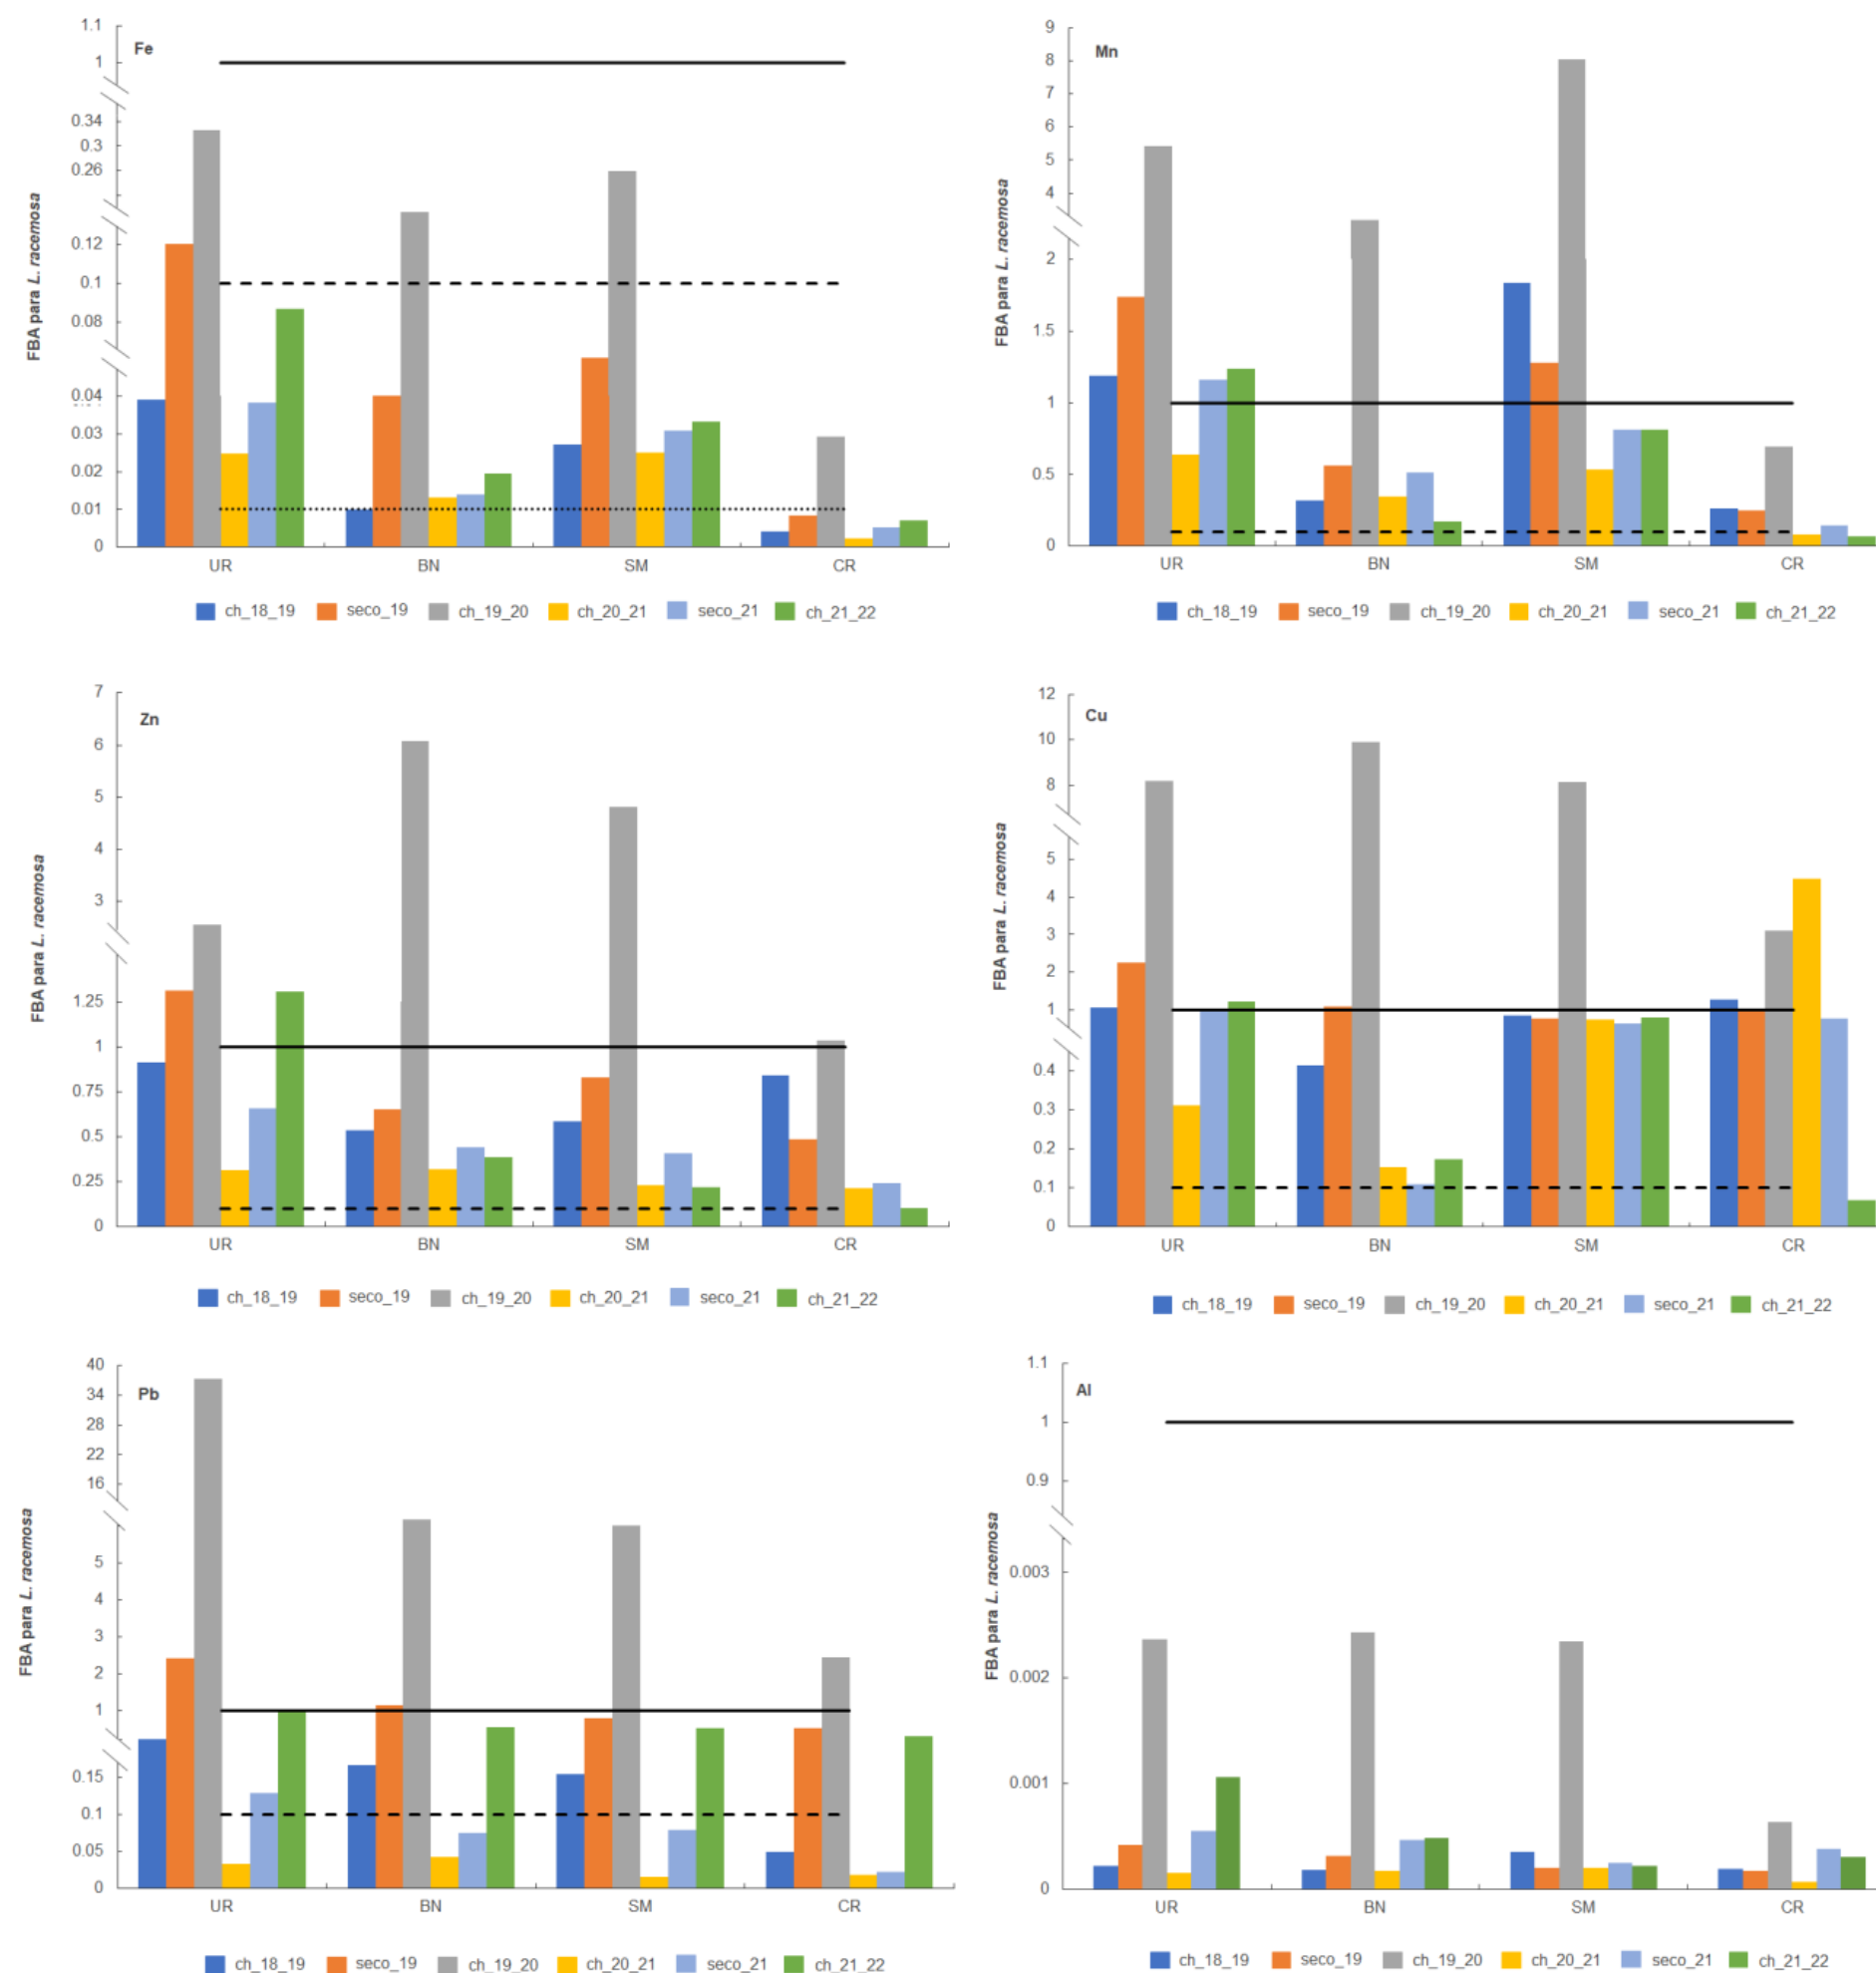 Fe
FBA para L. racemosa
1.1
1
0.34
0.3
0.26
0.12
0.1
0.08
0.04
0.03
0.02
0.01
0
UR BN SM CR
ch_18_19 seco_19 ch_19_20 ch_20_21 seco_21 ch_21_22
Mn
FBA para L. racemosa
9
8
7
6
5
4
2
1.5
1
0.5
0
UR BN SM CR
ch_18_19 seco_19 ch_19_20 ch_20_21 seco_21 ch_21_22
Zn
FBA para L. racemosa
7
6
5
4
3
1.25
1
0.75
0.5
0.25
0
UR BN SM CR
ch_18_19 seco_19 ch_19_20 ch_20_21 seco_21 ch_21_22
Cu
FBA para L. racemosa
12
10
8
5
4
3
2
1
0.4
0.3
0.2
0.1
0
UR BN SM CR
ch_18_19 seco_19 ch_19_20 ch_20_21 seco_21 ch_21_22
Pb
FBA para L. racemosa
40
34
28
22
16
5
4
3
2
1
0.15
0.1
0.05
0
UR BN SM CR
ch_18_19 seco_19 ch_19_20 ch_20_21 seco_21 ch_21_22
Al
FBA para L. racemosa
1.1
1
0.9
0.003
0.002
0.001
0
UR BN SM CR
ch_18_19 seco_19 ch_19_20 ch_20_21 seco_21 ch_21_22